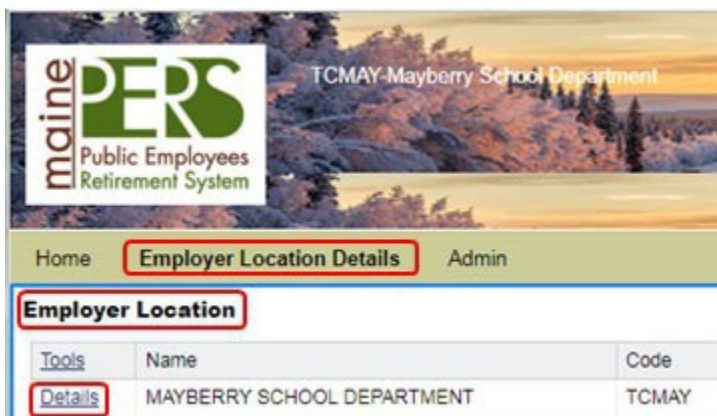 TCMAY-Mayberry School Department
maine
PERS
Public Employees
Retirement System
Home Employer Location Details Admin
Employer Location
Tools Name Code
Details MAYBERRY SCHOOL DEPARTMENT TCMAY